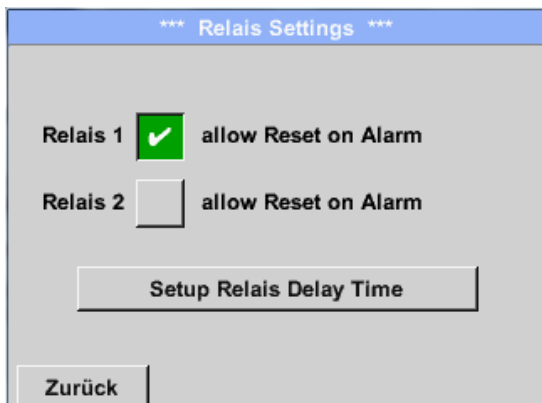 *** Relais Settings ***
Relais 1 ✔ allow Reset on Alarm
Relais 2 allow Reset on Alarm
Setup Relais Delay Time
Zurück